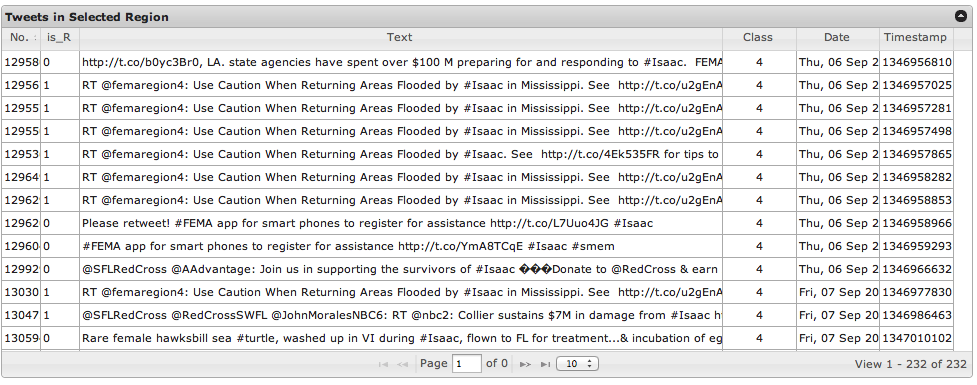 Tweets in Selected Region
No. is_R Text Class Date Timestamp
12958 0 http://t.co/b0yc3Br0, LA. state agencies have spent over $100 M preparing for and responding to #Isaac. FEMA 4 Thu, 06 Sep 2 1346956810
12956 1 RT @femaregion4: Use Caution When Returning Areas Flooded by #Isaac in Mississippi. See http://t.co/u2gEnA 4 Thu, 06 Sep 2 1346957025
12955 1 RT @femaregion4: Use Caution When Returning Areas Flooded by #Isaac in Mississippi. See http://t.co/u2gEnA 4 Thu, 06 Sep 2 1346957281
12955 1 RT @femaregion4: Use Caution When Returning Areas Flooded by #Isaac in Mississippi. See http://t.co/u2gEnA 4 Thu, 06 Sep 2 1346957498
12953 1 RT @femaregion4: Use Caution When Returning Areas Flooded by #Isaac. See http://t.co/4Ek535FR for tips to 4 Thu, 06 Sep 2 1346957865
12964 1 RT @femaregion4: Use Caution When Returning Areas Flooded by #Isaac in Mississippi. See http://t.co/u2gEnA 4 Thu, 06 Sep 2 1346958282
12962 1 RT @femaregion4: Use Caution When Returning Areas Flooded by #Isaac in Mississippi. See http://t.co/u2gEnA 4 Thu, 06 Sep 2 1346958853
12962 0 Please retweet! #FEMA app for smart phones to register for assistance http://t.co/L7Uuo4JG #Isaac 4 Thu, 06 Sep 2 1346958966
12960 0 #FEMA app for smart phones to register for assistance http://t.co/YmA8TCqE #Isaac #smem 4 Thu, 06 Sep 2 1346959293
12992 0 @SFLRedCross @AAdvantage: Join us in supporting the survivors of #Isaac ���Donate to @RedCross & earn 4 Thu, 06 Sep 2 1346966632
13030 1 RT @femaregion4: Use Caution When Returning Areas Flooded by #Isaac in Mississippi. See http://t.co/u2gEnA 4 Fri, 07 Sep 20 1346977830
13047 1 @SFLRedCross @RedCrossSWFL @JohnMoralesNBC6: RT @nbc2: Collier sustains $7M in damage from #Isaac h 4 Fri, 07 Sep 20 1346986463
13059 0 Rare female hawksbill sea #turtle, washed up in VI during #Isaac, flown to FL for treatment...& incubation of eg 4 Fri, 07 Sep 20 1347010102
Page 1 of 0 10 View 1 - 232 of 232